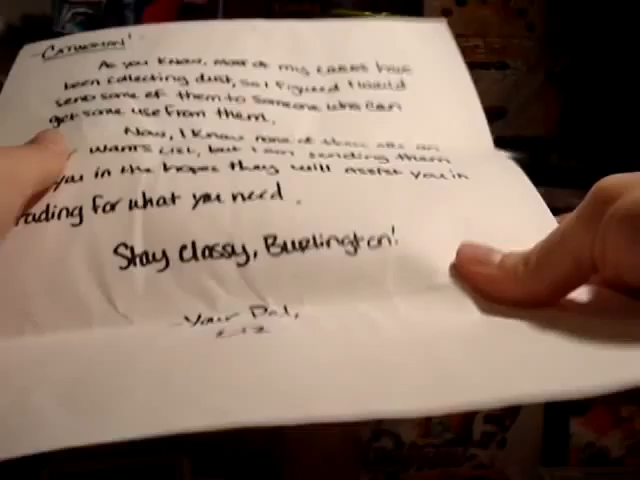 CATWOMAN!
As you know, most of my cards have
been collecting dust, so I figured I would
send some of them to someone who can
get some use from them.
Now, I know none of these are on
wants list, but I am sending them
you in the hopes they will assist you in
rading for what you need.
Stay classy, Burlington!
-Your Pal,